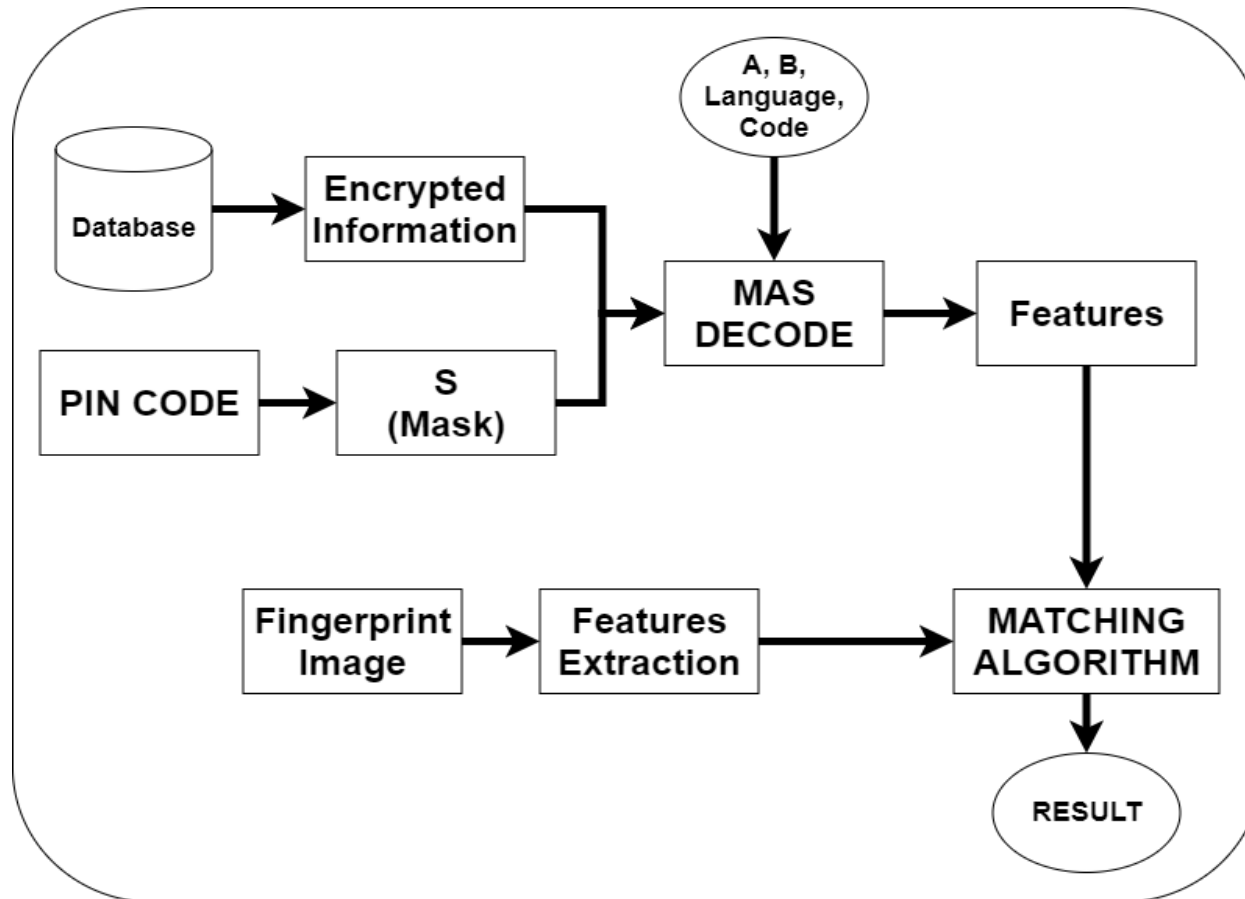 A, B,
Language,
Code
Database
Encrypted
Information
MAS
DECODE
Features
PIN CODE
S
(Mask)
Fingerprint
Image
Features
Extraction
MATCHING
ALGORITHM
RESULT